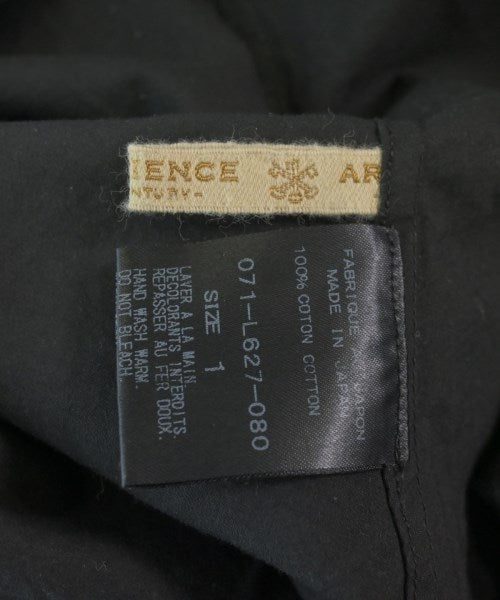 IENCE AR
NTURY-
FABRIQUE AU JAPON
MADE IN JAPAN
100% COTON COTTON
071-L627-080
SIZE 1
LAVER A LA MAIN
DECOLORANTS INTERDITS.
REPASSER AU FER DOUX.
HAND WASH WARM.
DO NOT BLEACH.